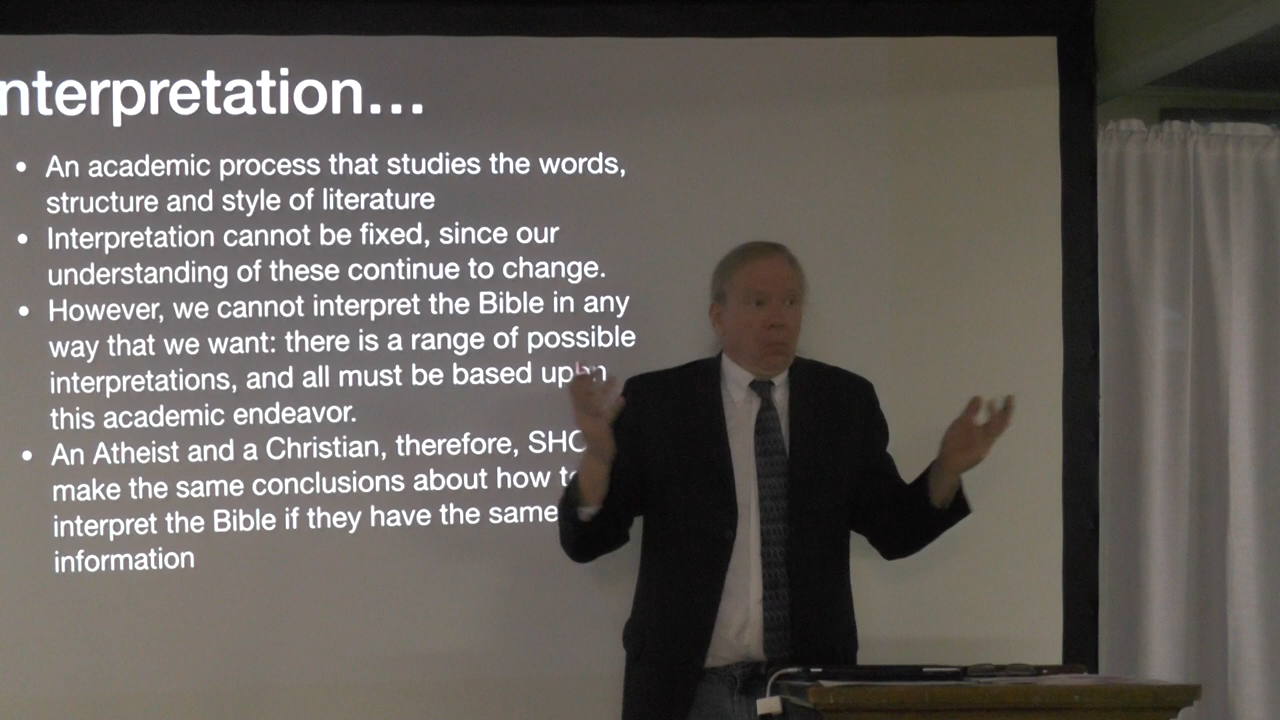 nterpretation...
• An academic process that studies the words,
structure and style of literature
• Interpretation cannot be fixed, since our
understanding of these continue to change.
• However, we cannot interpret the Bible in any
way that we want: there is a range of possible
interpretations, and all must be based upon
this academic endeavor.
• An Atheist and a Christian, therefore,
make the same conclusions about how
interpret the Bible if they have the same
information